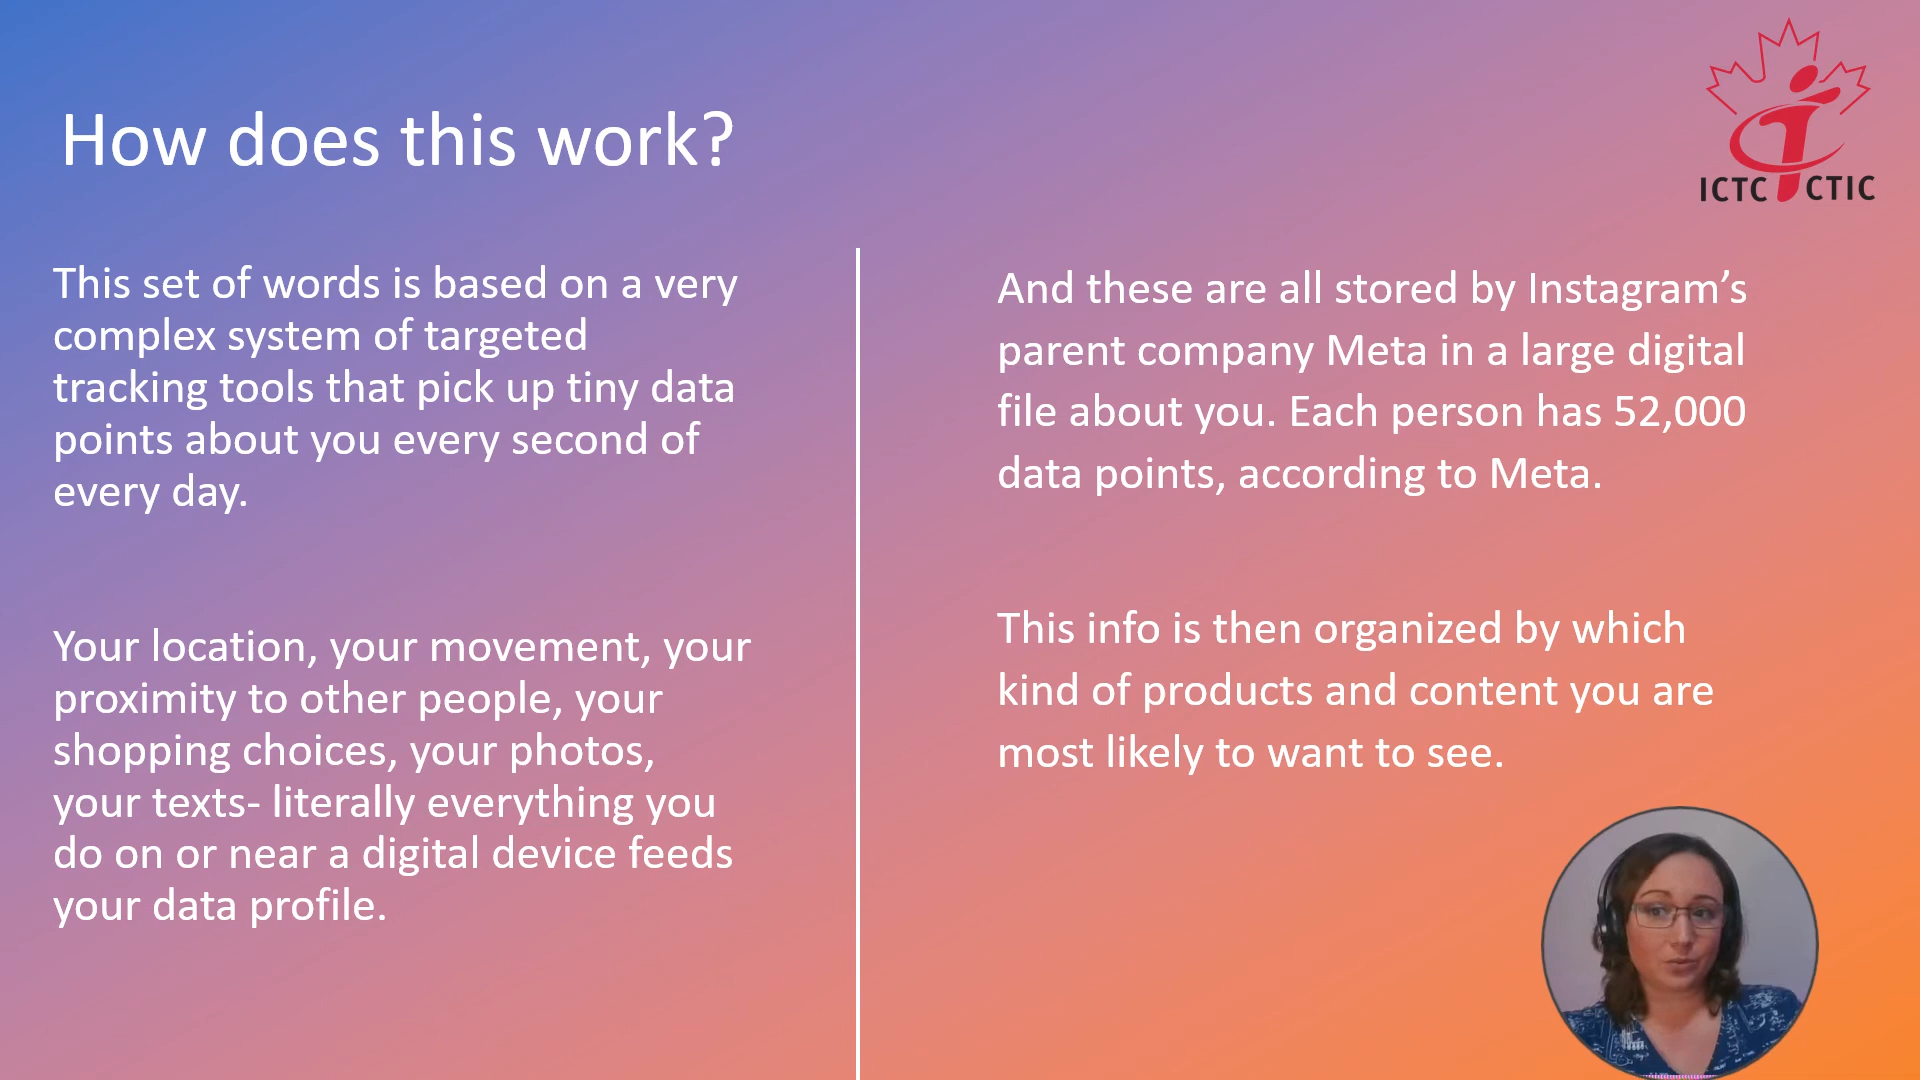 How does this work?
ICTC CTIC
This set of words is based on a very
complex system of targeted
tracking tools that pick up tiny data
points about you every second of
every day.
Your location, your movement, your
proximity to other people, your
shopping choices, your photos,
your texts- literally everything you
do on or near a digital device feeds
your data profile.
And these are all stored by Instagram’s
parent company Meta in a large digital
file about you. Each person has 52,000
data points, according to Meta.
This info is then organized by which
kind of products and content you are
most likely to want to see.